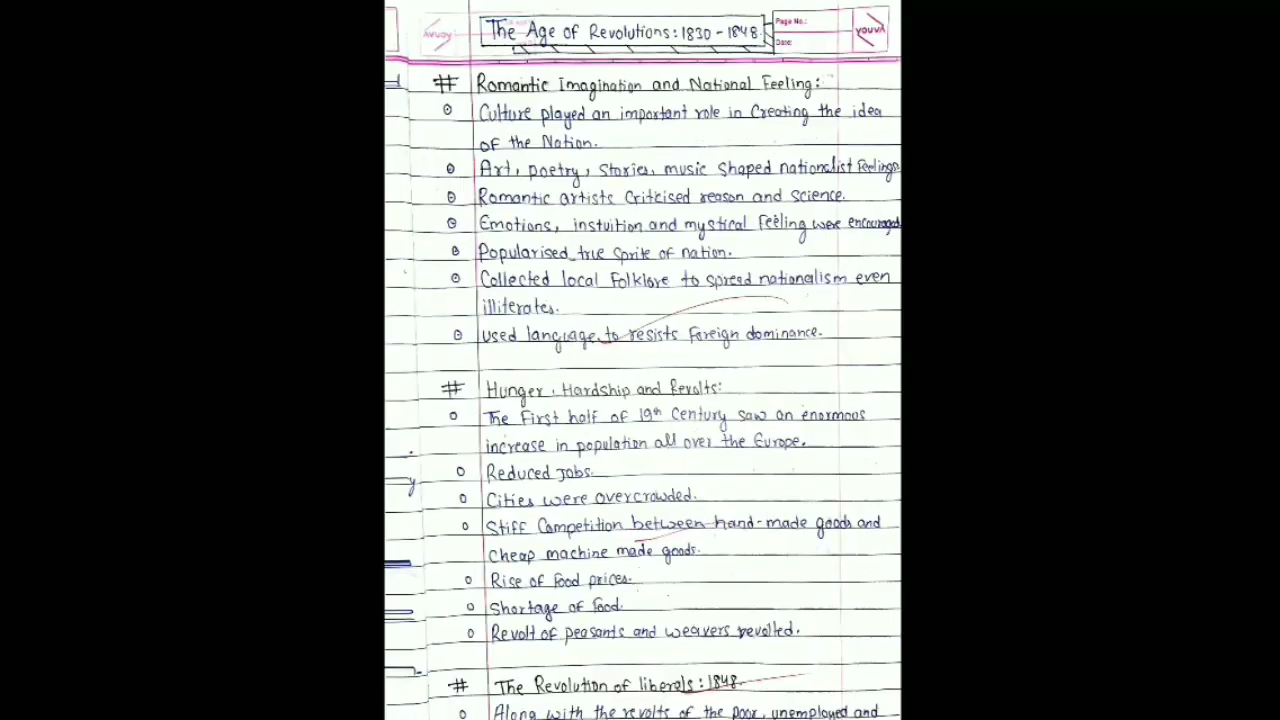 The Age of Revolutions: 1830-1848.
Page No.:
Date:
YOUVA
YOUVA
# Romantic Imagination and National Feeling:
Culture played an important role in Creating the idea
of the Nation.
Art, poetry, stories, music shaped nationalist Feelings
Romantic artists Critcised reason and science.
Emotions, instuition and mystical Feeling were encouraged
Popularised true sprite of nation.
Collected local Folklore to spread nationalism even
illiterates.
used language to resists Foreign dominance.
# Hunger, Hardship and Revolts:
The First half of 19th Century saw an enormous
increase in population all over the Europe.
Reduced Jobs.
Cities were overcrowded.
Stiff Competition between hand-made goods and
Cheap machine made goods.
Rise of Food prices.
Shortage of Food.
Revolt of peasants and weavers revolted.
# The Revolution of liberals: 1848.
Along with the revolts of the poor, unemployed and